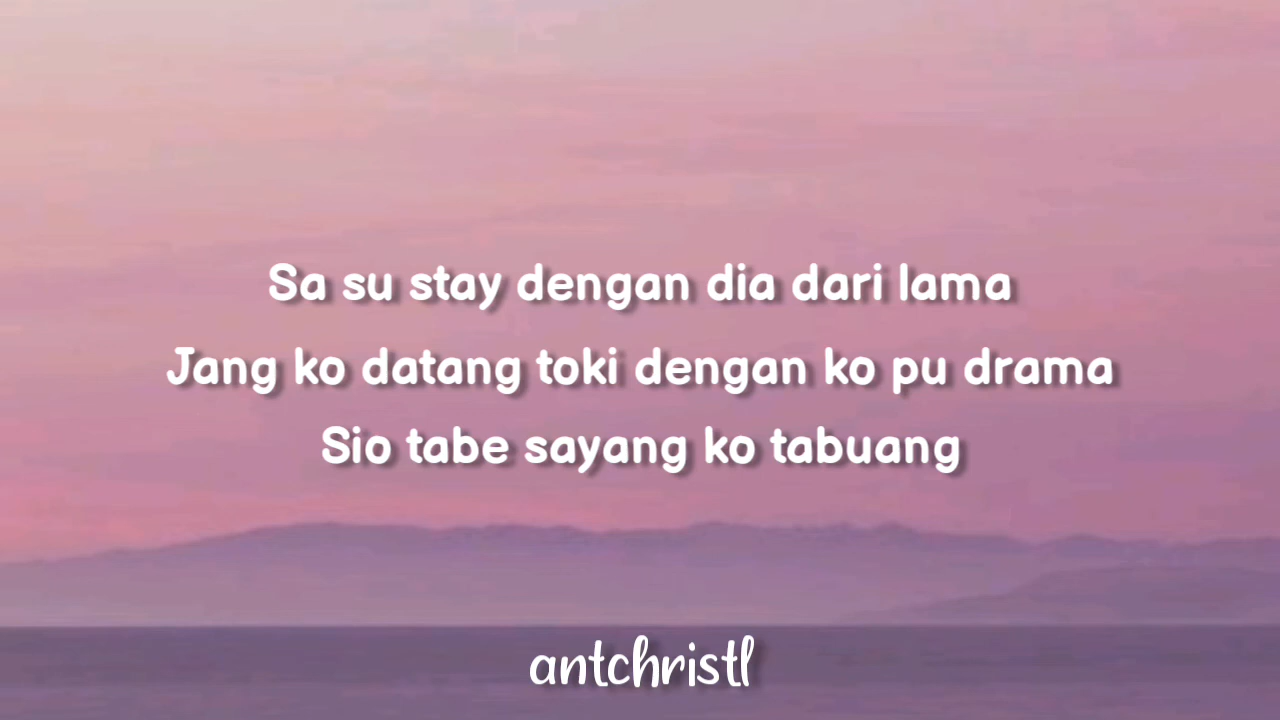 Sa su stay dengan dia dari lama
Jang ko datang toki dengan ko pu drama
Sio tabe sayang ko tabuang
antchristl